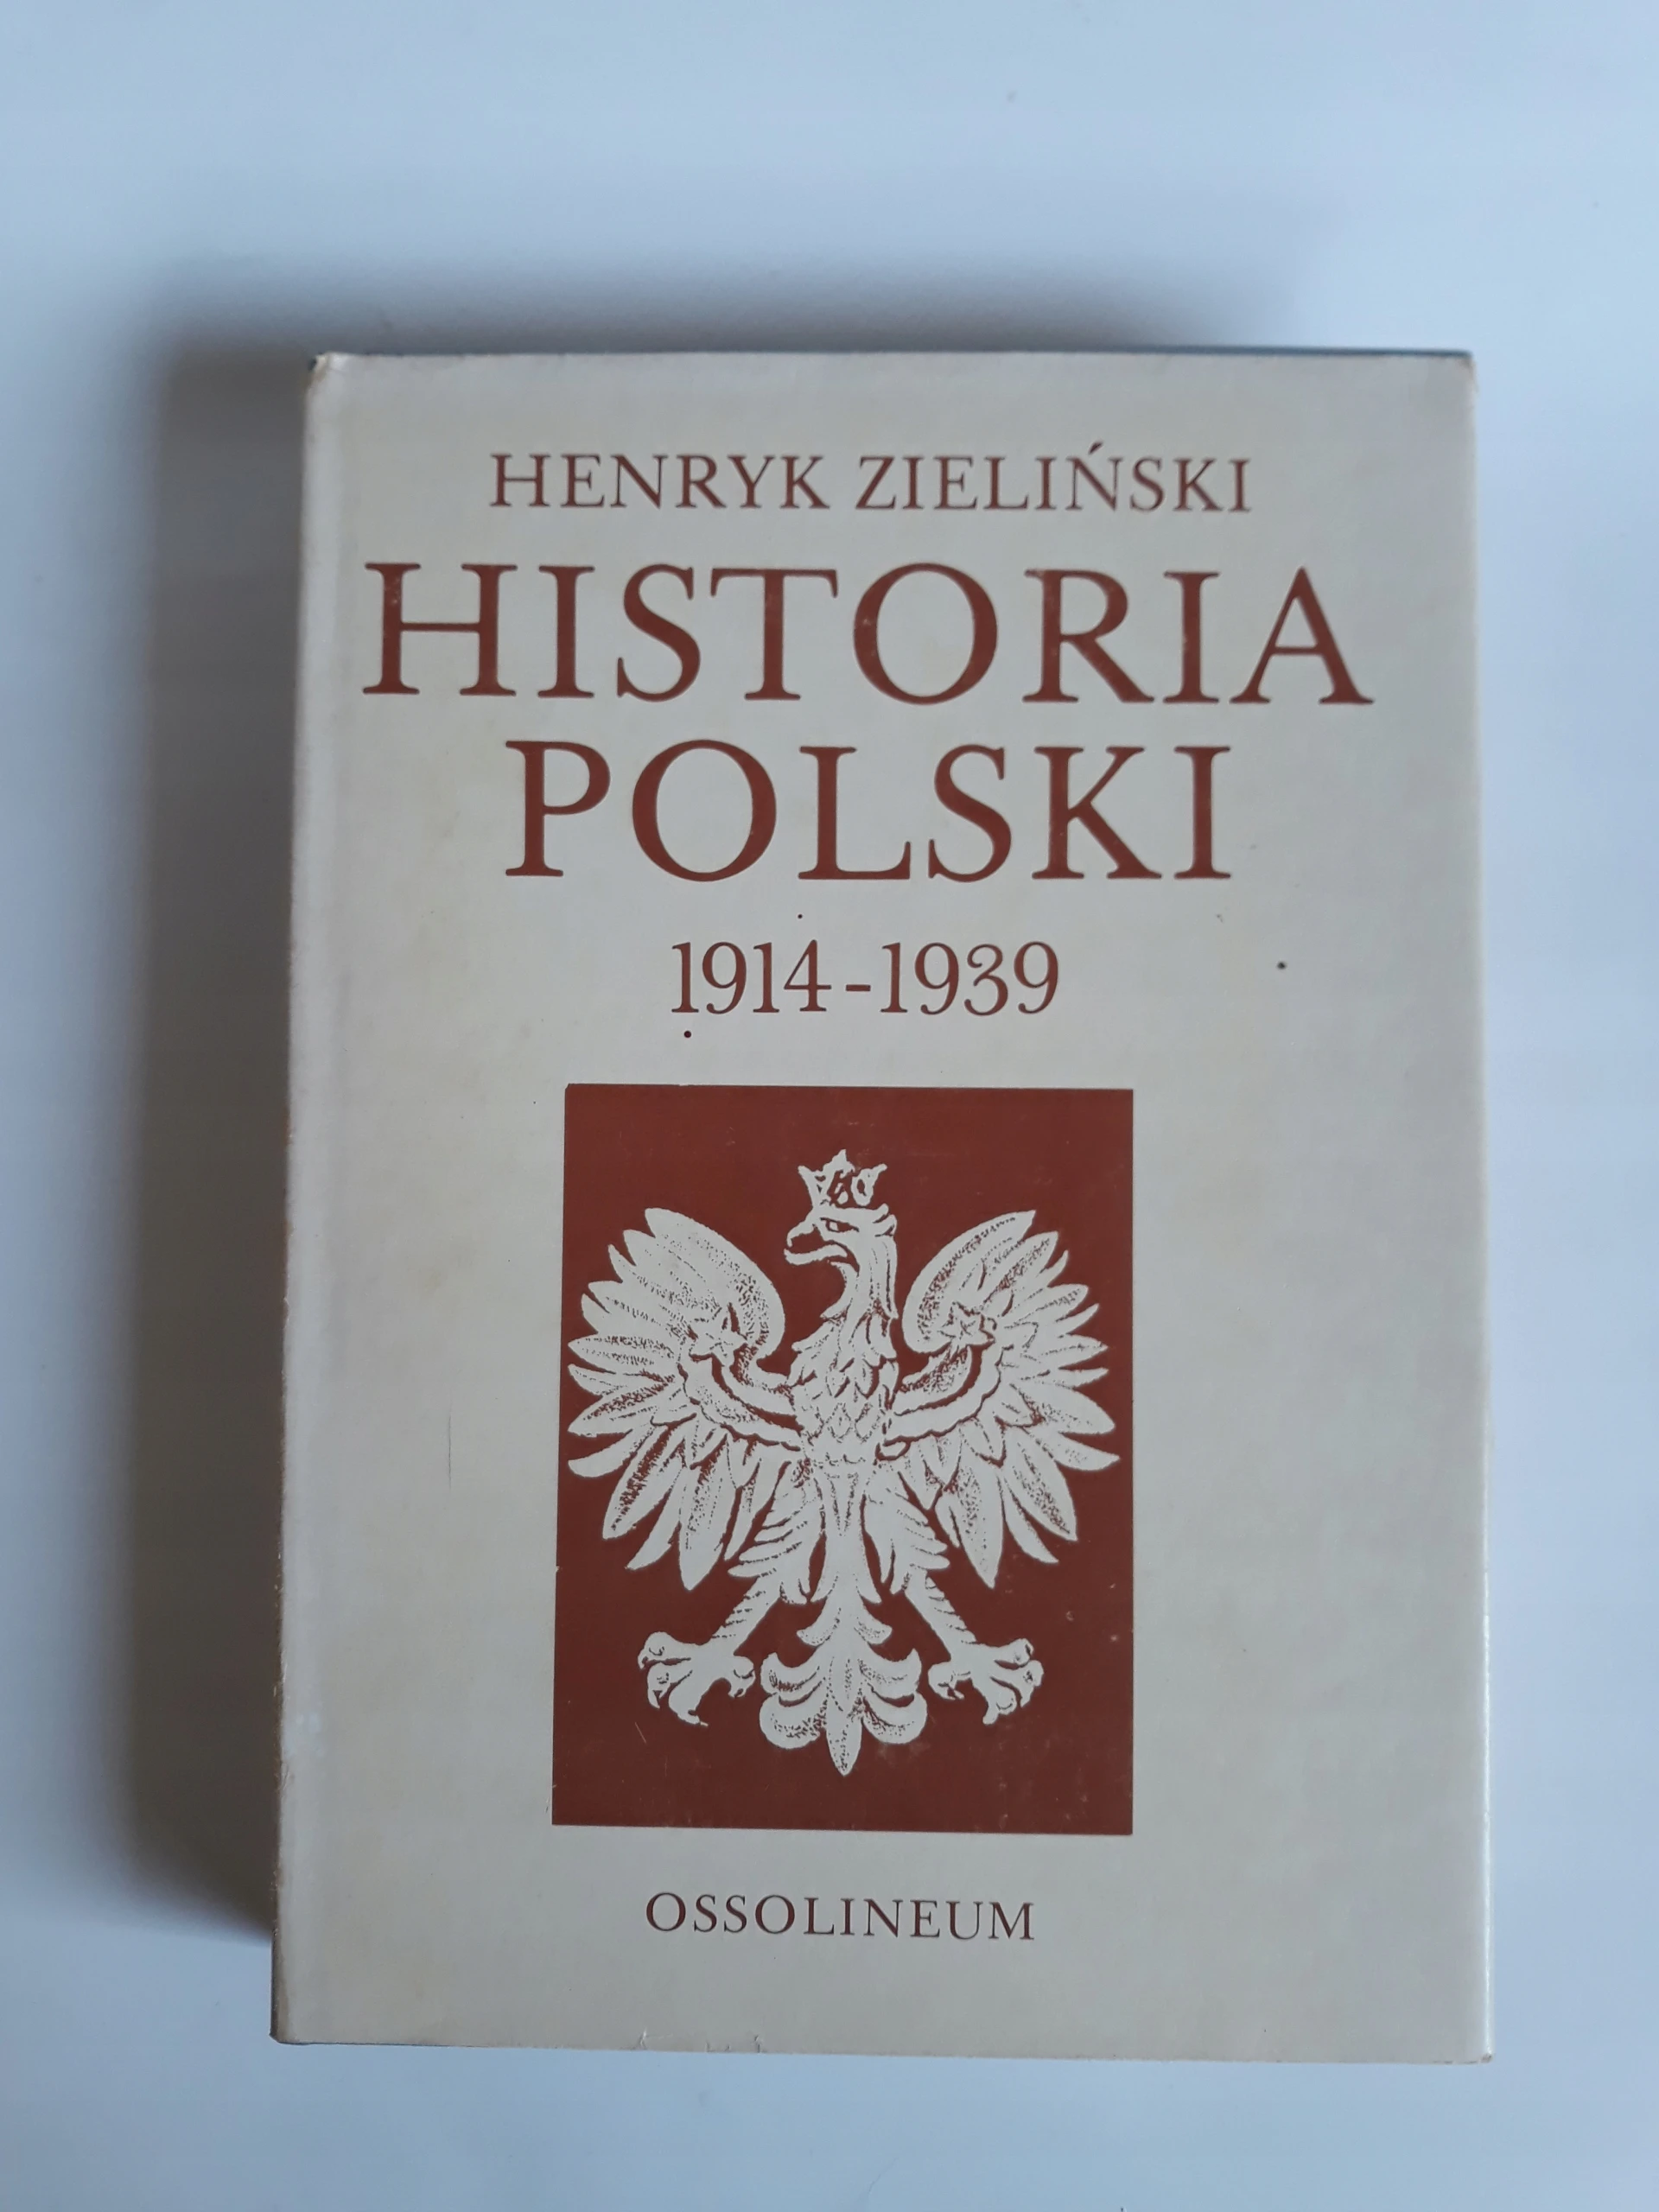 HENRYK ZIELIŃSKI
HISTORIA
POLSKI
1914-1939
OSSOLINEUM